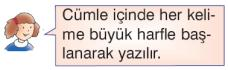 Cümle içinde her keli-
me büyük harfle baş-
lanarak yazılır.